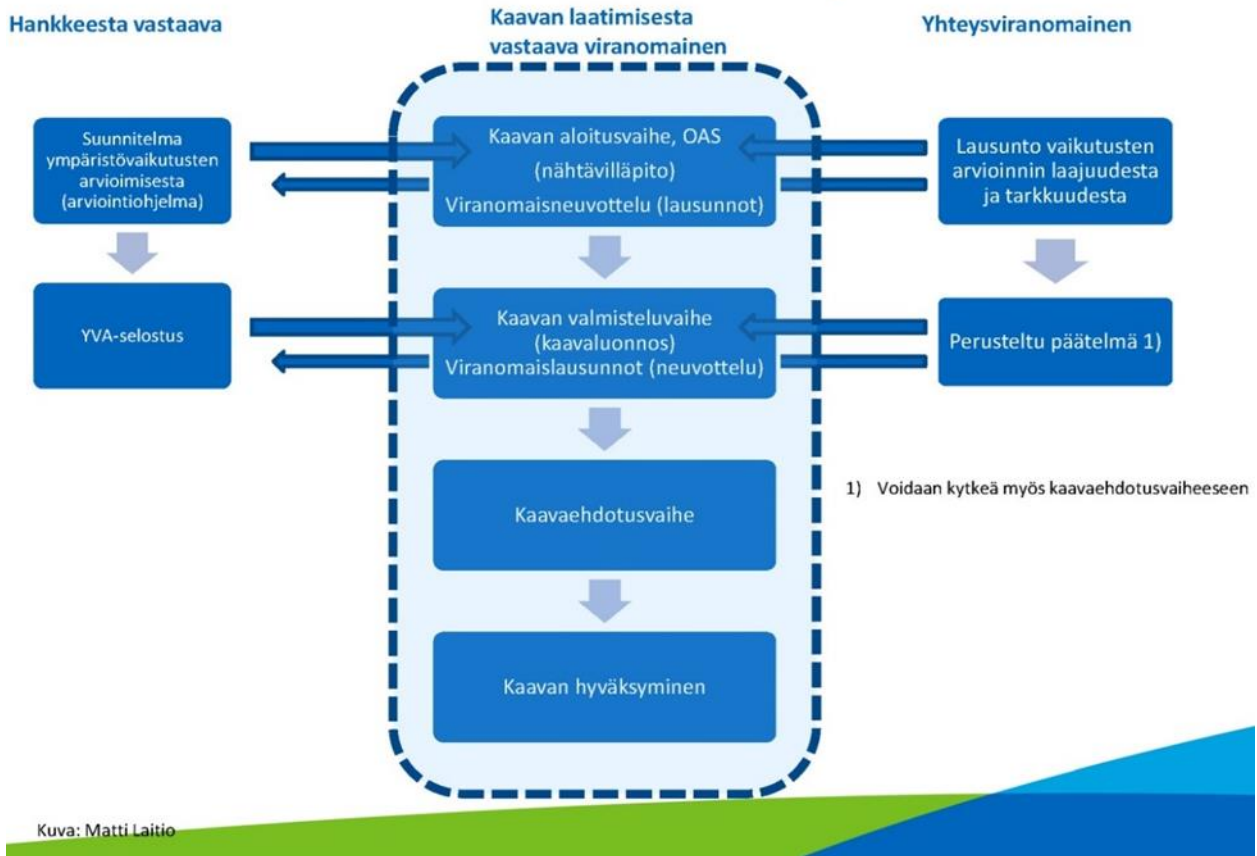 Hankkeesta vastaava
Kaavan laatimisesta
vastaava viranomainen
Yhteysviranomainen
Suunnitelma
ympäristövaikutusten
arvioimisesta
(arviointiohjelma)
Kaavan aloitusvaihe, OAS
(nähtävilläpito)
Viranomaisneuvottelu (lausunnot)
Lausunto vaikutusten
arvioinnin laajuudesta
ja tarkkuudesta
YVA-selostus
Kaavan valmisteluvaihe
(kaavaluonnos)
Viranomaislausunnot (neuvottelu)
Perusteltu päätelmä 1)
Kaavaehdotusvaihe
1) Voidaan kytkeä myös kaavaehdotusvaiheeseen
Kaavan hyväksyminen
Kuva: Matti Laitio